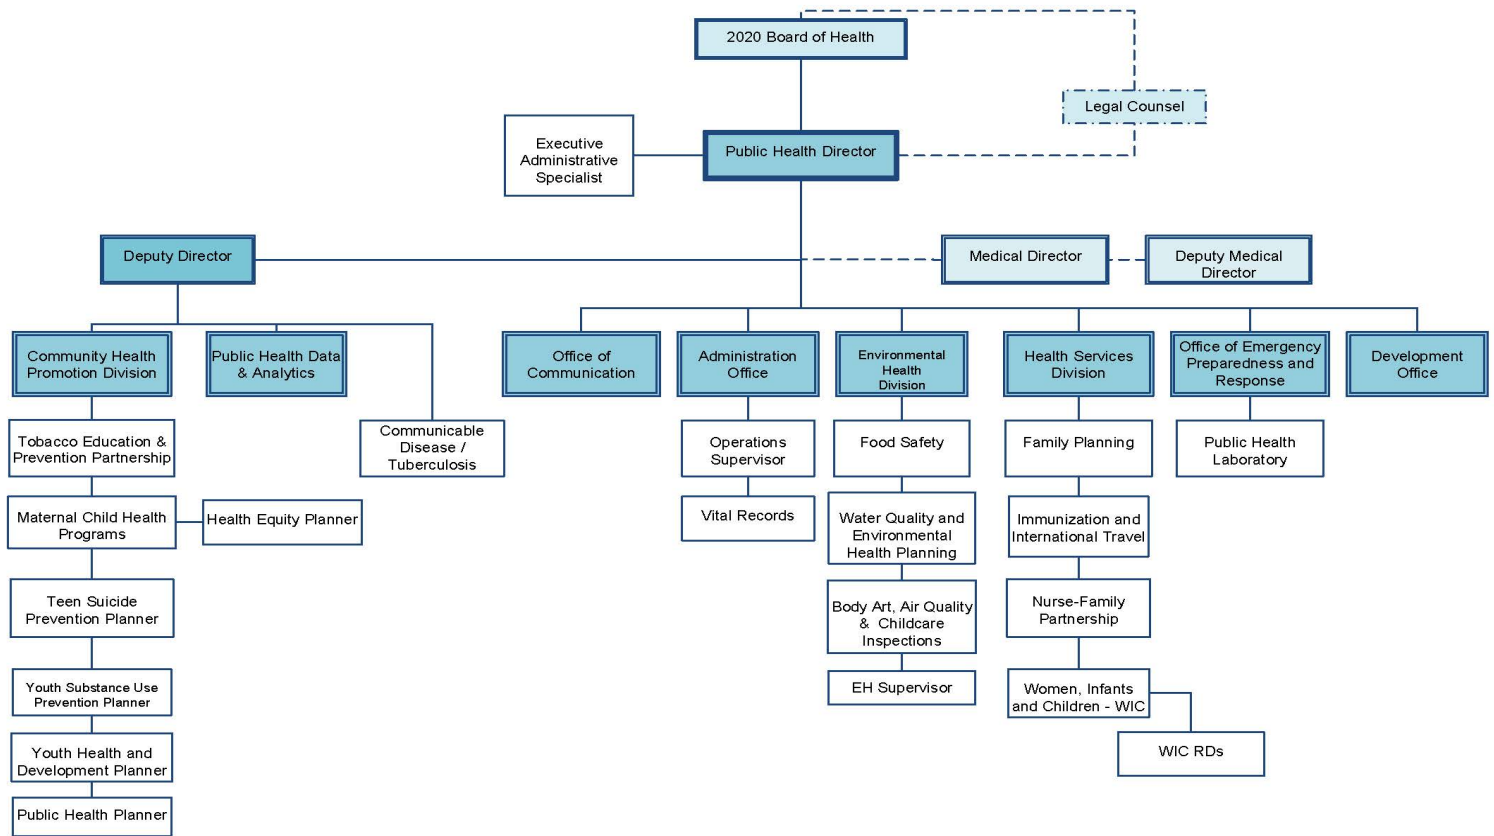 2020 Board of Health
Legal Counsel
Executive
Administrative
Specialist
Public Health Director
Deputy Director
Medical Director
Deputy Medical
Director
Community Health
Promotion Division
Public Health Data
& Analytics
Office of
Communication
Administration
Office
Environmental
Health
Division
Health Services
Division
Office of Emergency
Preparedness and
Response
Development
Office
Tobacco Education &
Prevention Partnership
Communicable
Disease /
Tuberculosis
Operations
Supervisor
Food Safety
Family Planning
Public Health
Laboratory
Maternal Child Health
Programs
Health Equity Planner
Vital Records
Water Quality and
Environmental
Health Planning
Immunization and
International Travel
Teen Suicide
Prevention Planner
Body Art, Air Quality
& Childcare
Inspections
Nurse-Family
Partnership
Youth Substance Use
Prevention Planner
EH Supervisor
Women, Infants
and Children - WIC
Youth Health and
Development Planner
WIC RDs
Public Health Planner